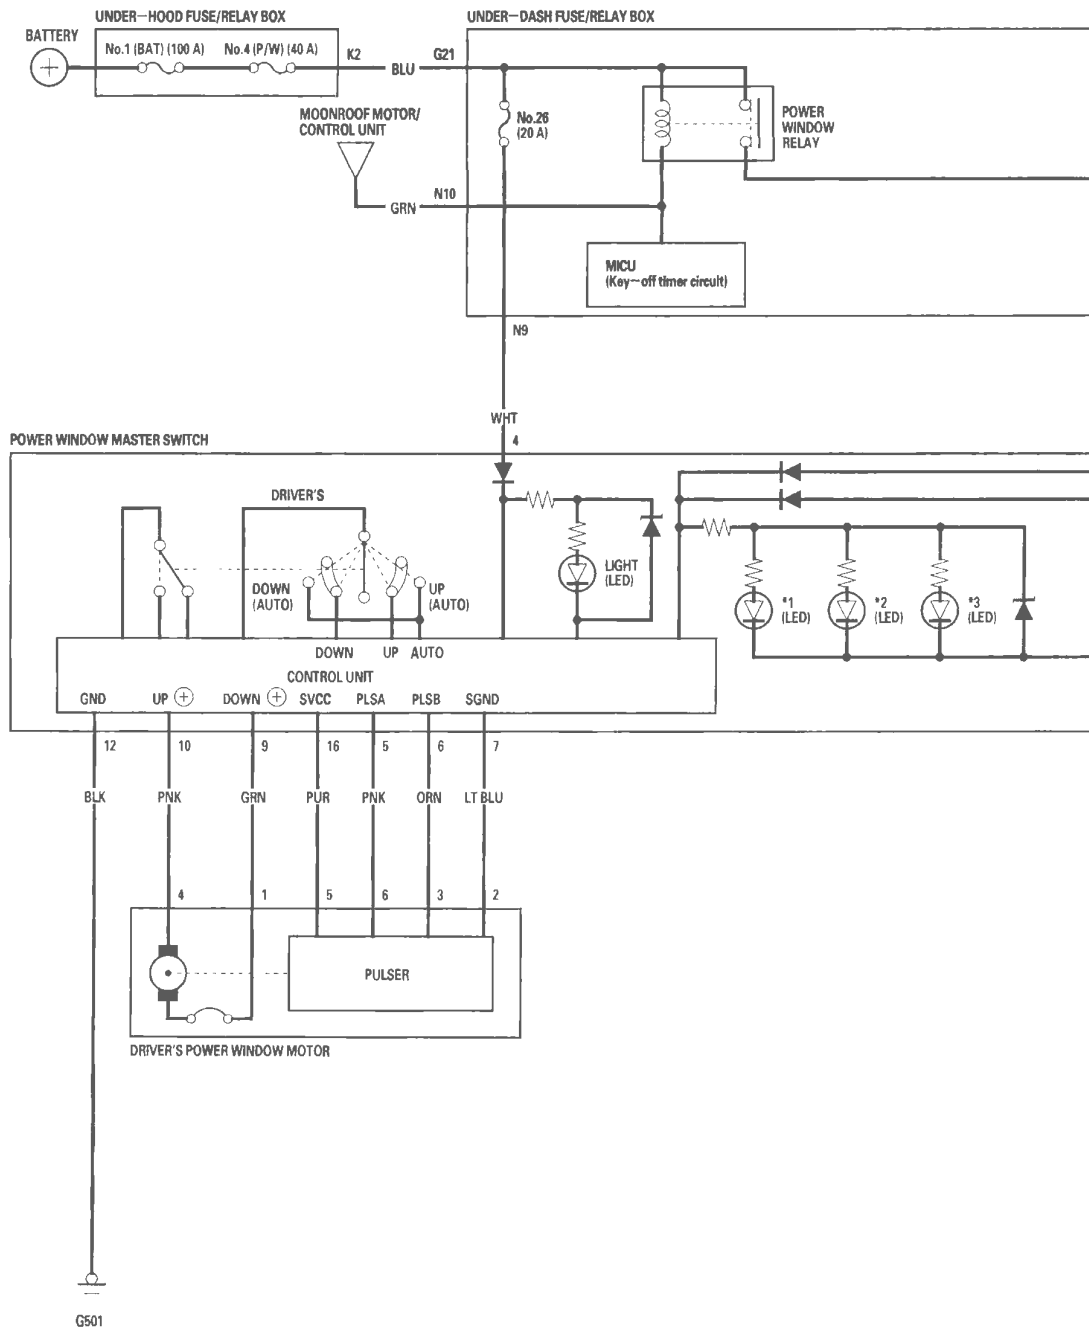 UNDER-HOOD FUSE/RELAY BOX
UNDER-DASH FUSE/RELAY BOX
BATTERY
No.1 (BAT) (100 A)
No.4 (P/W) (40 A)
K2
BLU
G21
MOONROOF MOTOR/
CONTROL UNIT
No.26
(20 A)
POWER
WINDOW
RELAY
GRN
N10
MICU
(Key-off timer circuit)
N9
WHT
4
POWER WINDOW MASTER SWITCH
DRIVER'S
DOWN
(AUTO)
UP
(AUTO)
LIGHT
(LED)
*1
(LED)
*2
(LED)
*3
(LED)
DOWN
UP
AUTO
CONTROL UNIT
GND
UP
DOWN
SVCC
PLSA
PLSB
SGND
12
10
9
16
5
6
7
BLK
PNK
GRN
PUR
PNK
ORN
LT BLU
4
1
5
6
3
2
PULSER
DRIVER'S POWER WINDOW MOTOR
G501